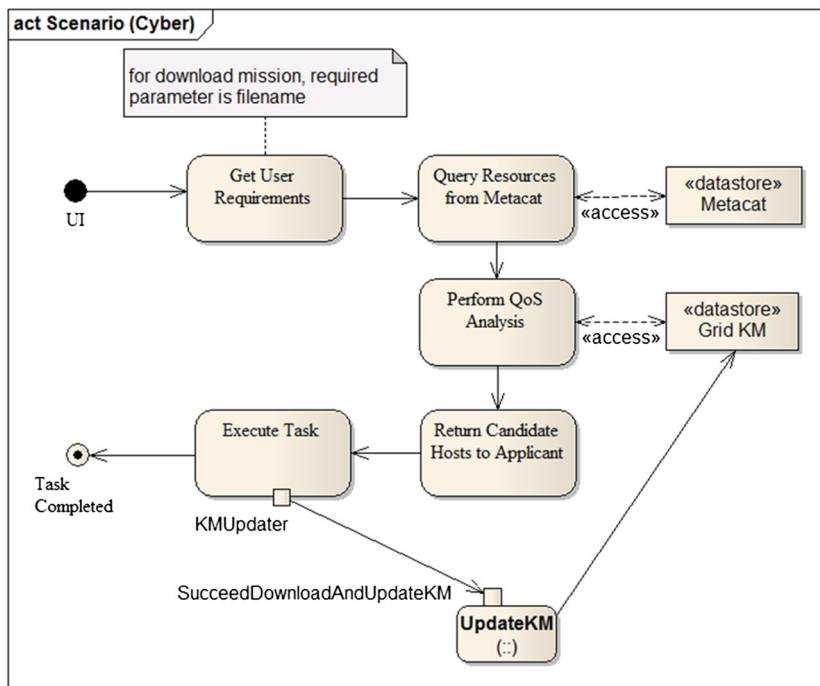 act Scenario (Cyber)
for download mission, required
parameter is filename
Get User
Requirements
Query Resources
from Metacat
«datastore»
Metacat
«access»
UI
Perform QoS
Analysis
«datastore»
Grid KM
«access»
Execute Task
Return Candidate
Hosts to Applicant
Task
Completed
KMUpdater
SucceedDownloadAndUpdateKM
UpdateKM
(::)